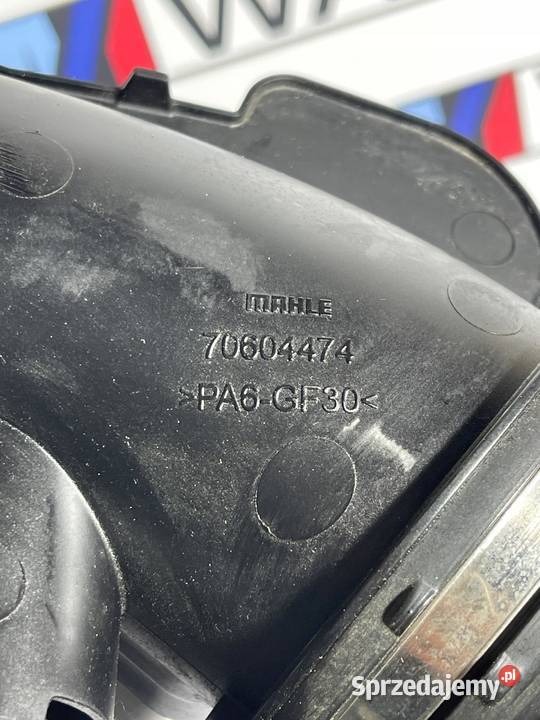 MAHLE
70604474
>PA6-GF30<
Sprzedajemy.pl